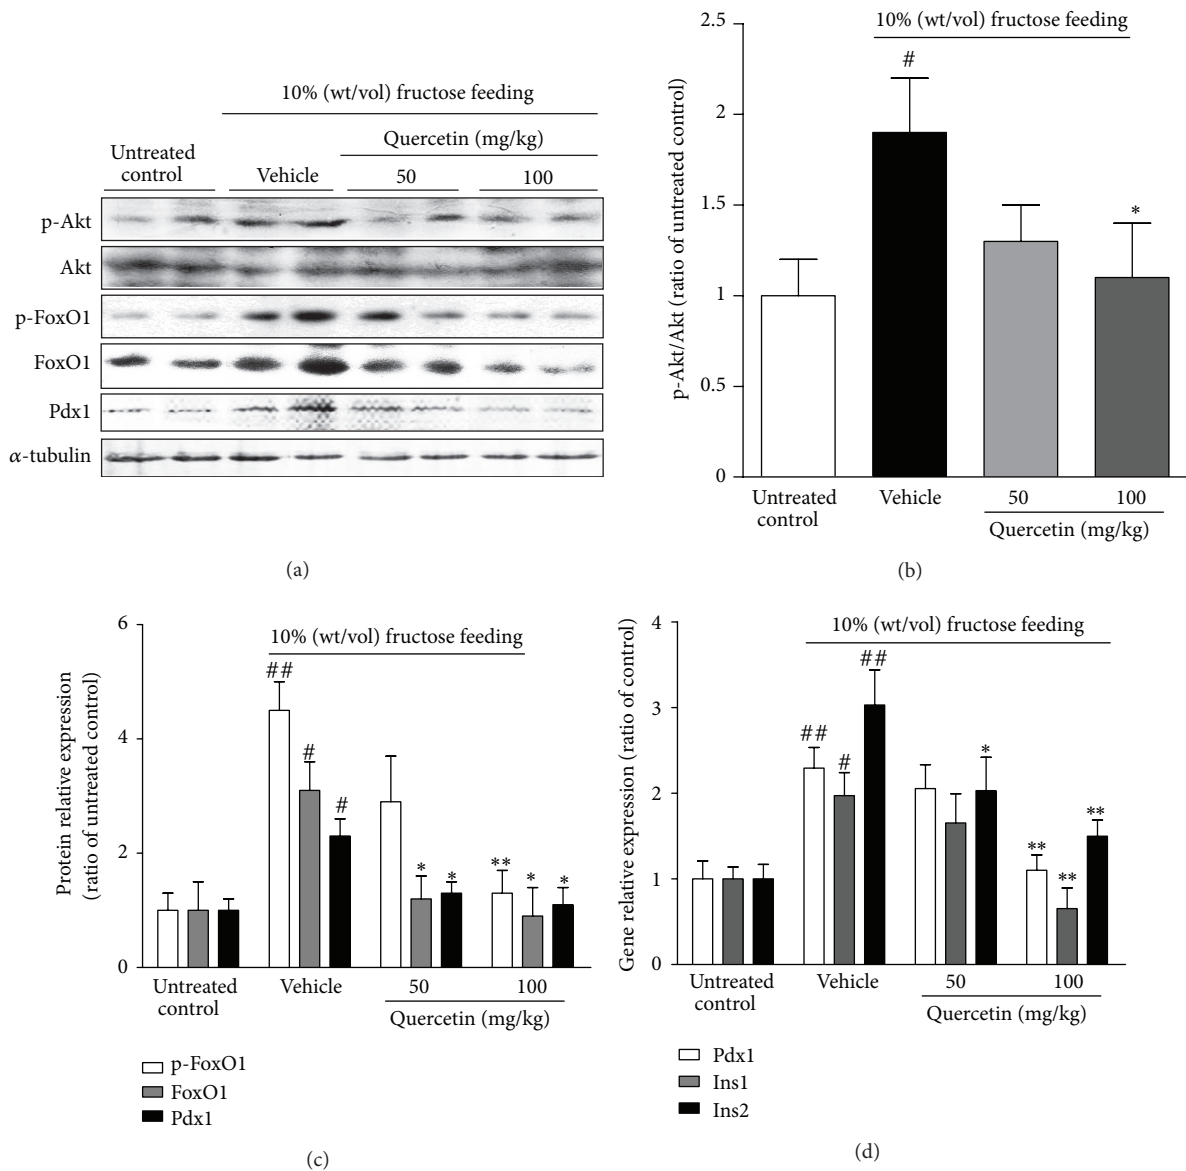 10% (wt/vol) fructose feeding
Quercetin (mg/kg)
Untreated
control
Vehicle
50
100
p-Akt
Akt
p-FoxO1
FoxO1
Pdx1
α-tubulin
(a)
10% (wt/vol) fructose feeding
2.5
2
1.5
1
0.5
0
p-Akt/Akt (ratio of untreated control)
#
*
Untreated
control
Vehicle
50
100
Quercetin (mg/kg)
(b)
6
4
2
0
Protein relative expression
(ratio of untreated control)
10% (wt/vol) fructose feeding
##
#
#
*
*
**
*
*
Untreated
control
Vehicle
50
100
Quercetin (mg/kg)
p-FoxO1
FoxO1
Pdx1
(c)
4
3
2
1
0
Gene relative expression (ratio of control)
10% (wt/vol) fructose feeding
##
#
##
*
**
**
**
Untreated
control
Vehicle
50
100
Quercetin (mg/kg)
Pdx1
Ins1
Ins2
(d)